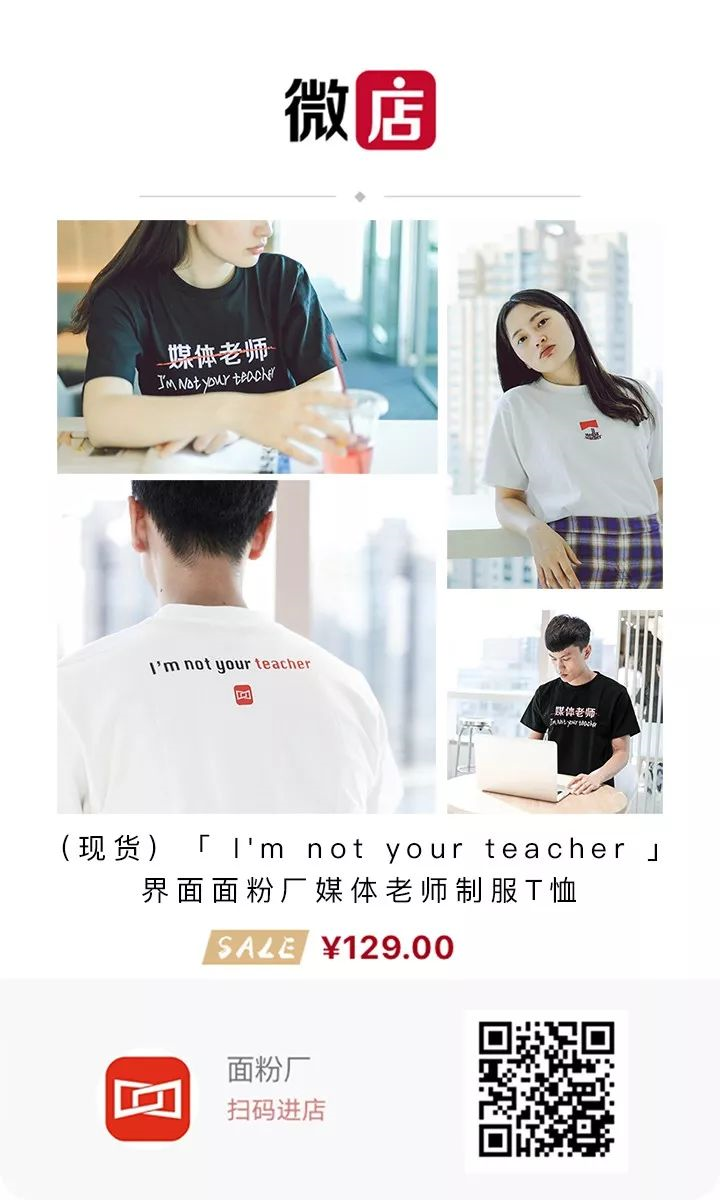 微店
媒体老师
I'm not your teacher
I'm not your teacher
媒体老师
I'm not your teacher
(现货)「 I'm not your teacher 」
界面面粉厂媒体老师制服T恤
SALE ¥129.00
面粉厂
扫码进店